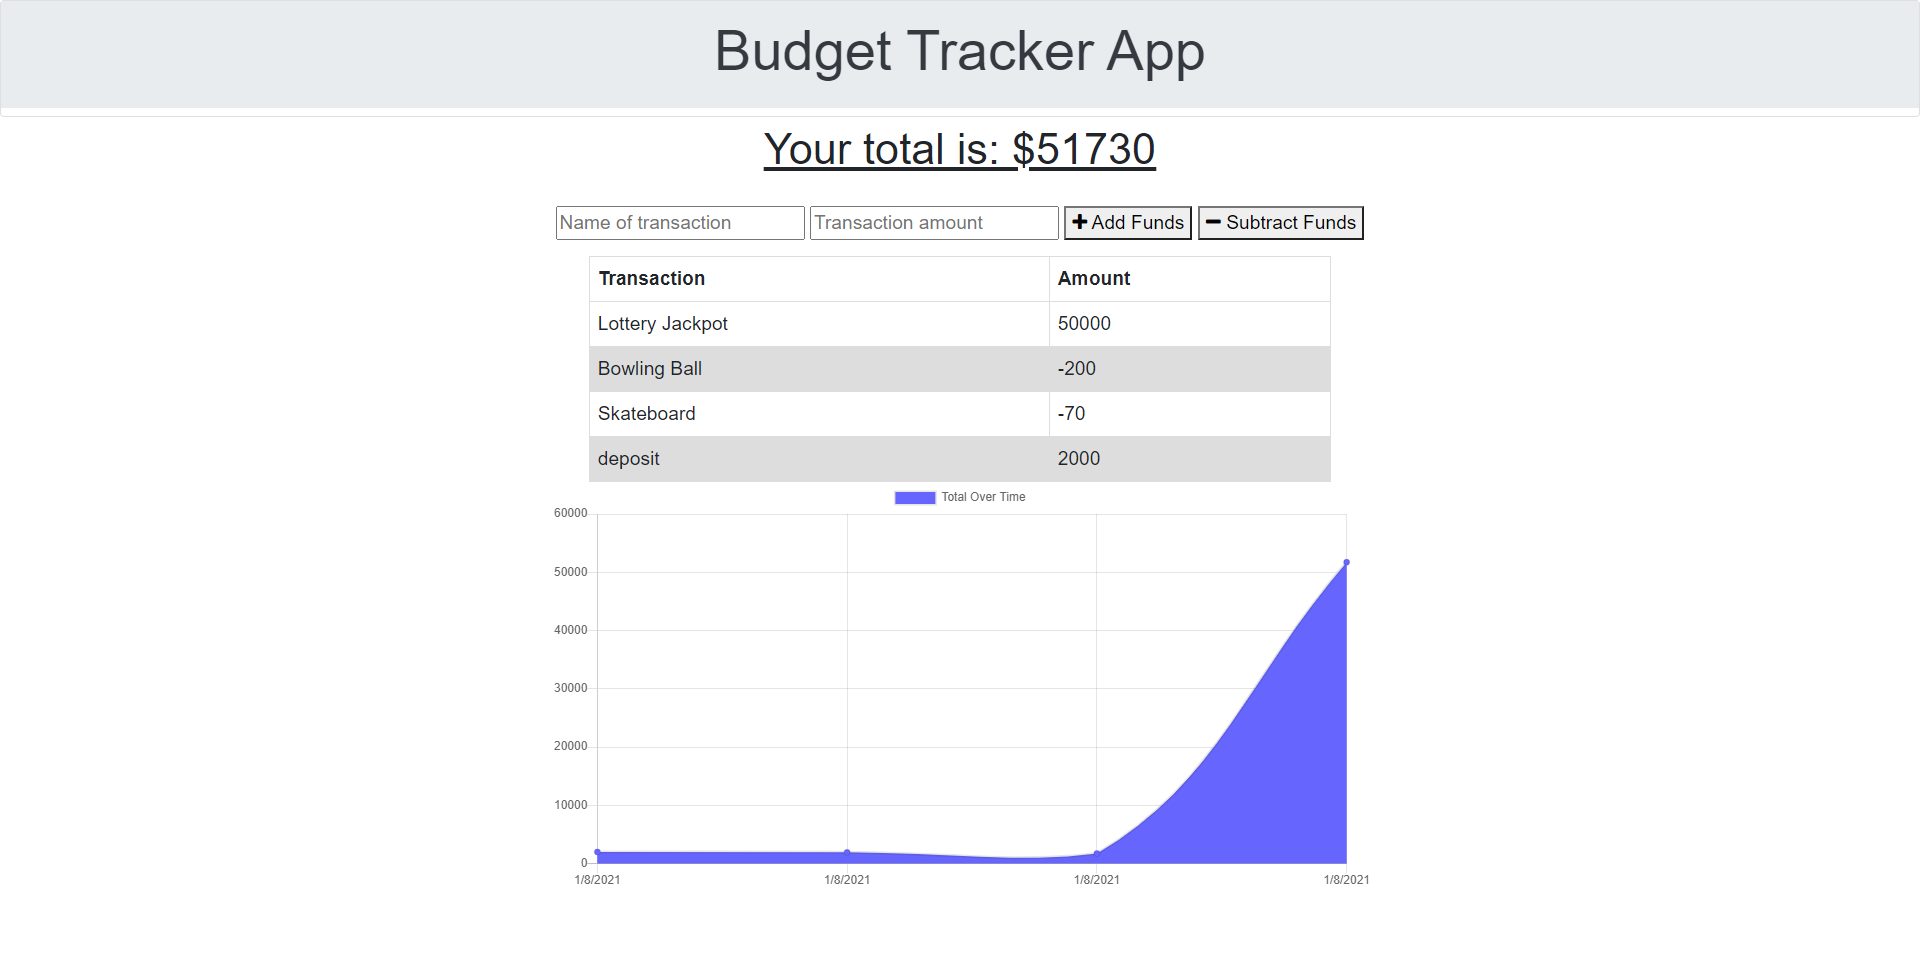 Budget Tracker App
Your total is: $51730
Name of transaction Transaction amount Add Funds Subtract Funds
Transaction Amount
Lottery Jackpot 50000
Bowling Ball -200
Skateboard -70
deposit 2000
Total Over Time
60000
50000
40000
30000
20000
10000
0
1/8/2021 1/8/2021 1/8/2021 1/8/2021